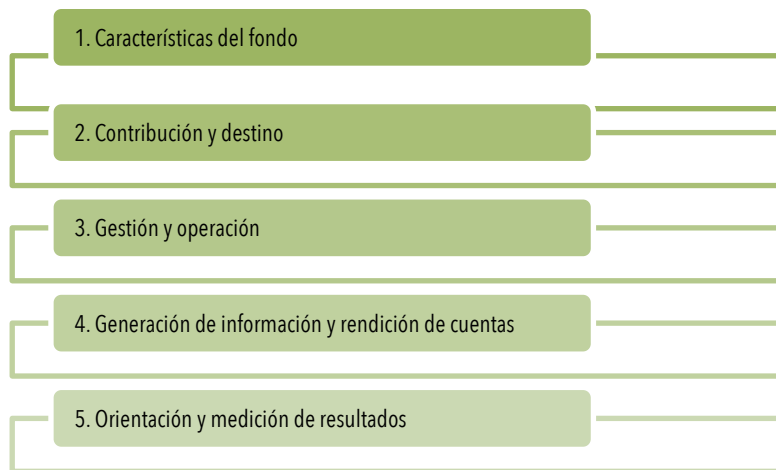 1. Características del fondo
2. Contribución y destino
3. Gestión y operación
4. Generación de información y rendición de cuentas
5. Orientación y medición de resultados